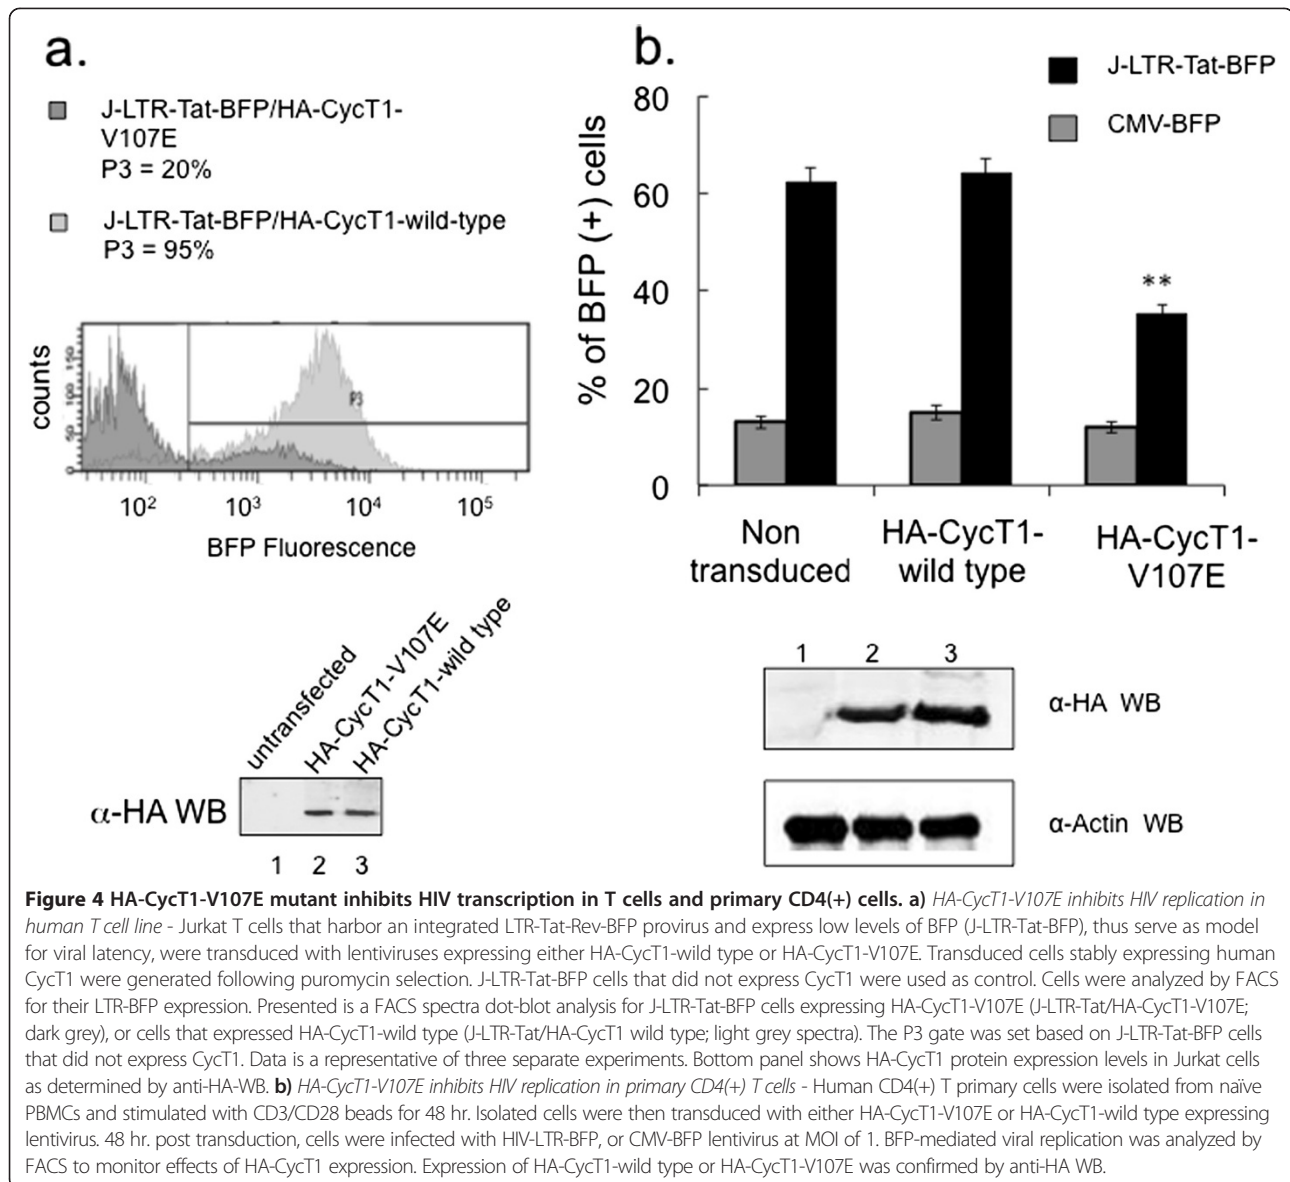 a.
J-LTR-Tat-BFP/HA-CycT1-
V107E
P3 = 20%
J-LTR-Tat-BFP/HA-CycT1-wild-type
P3 = 95%
counts
0 50 100 150
P3
10² 10³ 10⁴ 10⁵
BFP Fluorescence
untransfected
HA-CycT1-V107E
HA-CycT1-wild type
α-HA WB
1 2 3
b.
J-LTR-Tat-BFP
CMV-BFP
% of BFP (+) cells
80
60
40
20
0
**
Non
transduced
HA-CycT1-
wild type
HA-CycT1-
V107E
1 2 3
α-HA WB
α-Actin WB
Figure 4 HA-CycT1-V107E mutant inhibits HIV transcription in T cells and primary CD4(+) cells. a) HA-CycT1-V107E inhibits HIV replication in
human T cell line - Jurkat T cells that harbor an integrated LTR-Tat-Rev-BFP provirus and express low levels of BFP (J-LTR-Tat-BFP), thus serve as model
for viral latency, were transduced with lentiviruses expressing either HA-CycT1-wild type or HA-CycT1-V107E. Transduced cells stably expressing human
CycT1 were generated following puromycin selection. J-LTR-Tat-BFP cells that did not express CycT1 were used as control. Cells were analyzed by FACS
for their LTR-BFP expression. Presented is a FACS spectra dot-blot analysis for J-LTR-Tat-BFP cells expressing HA-CycT1-V107E (J-LTR-Tat/HA-CycT1-V107E;
dark grey), or cells that expressed HA-CycT1-wild type (J-LTR-Tat/HA-CycT1 wild type; light grey spectra). The P3 gate was set based on J-LTR-Tat-BFP cells
that did not express CycT1. Data is a representative of three separate experiments. Bottom panel shows HA-CycT1 protein expression levels in Jurkat cells
as determined by anti-HA-WB. b) HA-CycT1-V107E inhibits HIV replication in primary CD4(+) T cells - Human CD4(+) T primary cells were isolated from naïve
PBMCs and stimulated with CD3/CD28 beads for 48 hr. Isolated cells were then transduced with either HA-CycT1-V107E or HA-CycT1-wild type expressing
lentivirus. 48 hr. post transduction, cells were infected with HIV-LTR-BFP, or CMV-BFP lentivirus at MOI of 1. BFP-mediated viral replication was analyzed by
FACS to monitor effects of HA-CycT1 expression. Expression of HA-CycT1-wild type or HA-CycT1-V107E was confirmed by anti-HA WB.